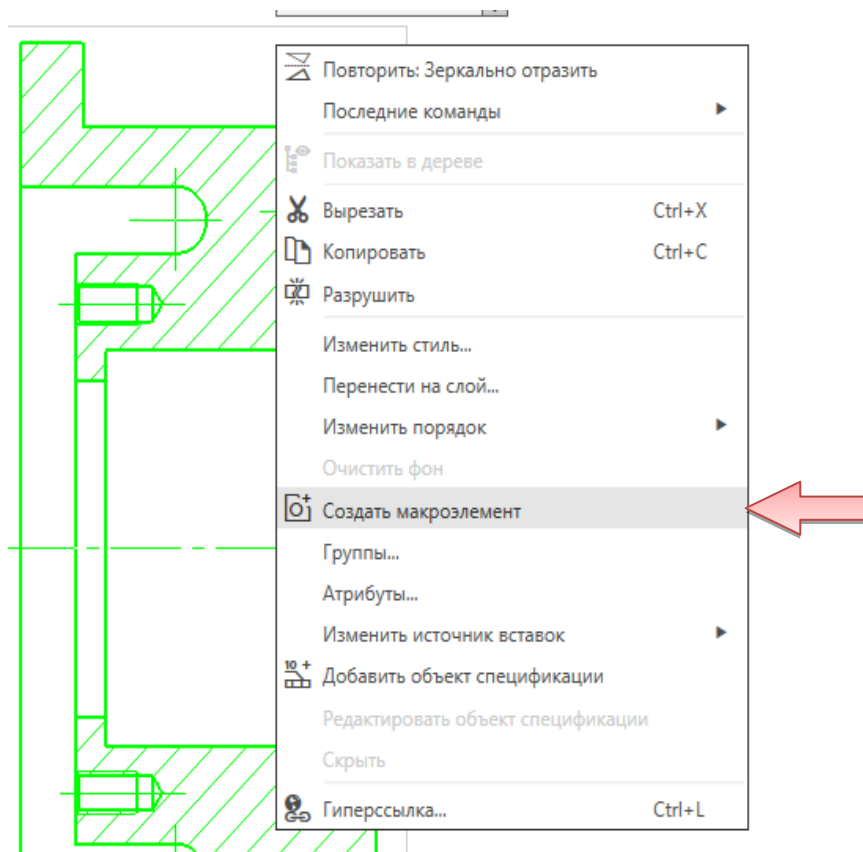 Повторить: Зеркально отразить
Последние команды
Показать в дереве
Вырезать Ctrl+X
Копировать Ctrl+C
Разрушить
Изменить стиль...
Перенести на слой...
Изменить порядок
Очистить фон
Создать макроэлемент
Группы...
Атрибуты...
Изменить источник вставок
10 + Добавить объект спецификации
Редактировать объект спецификации
Скрыть
Гиперссылка... Ctrl+L